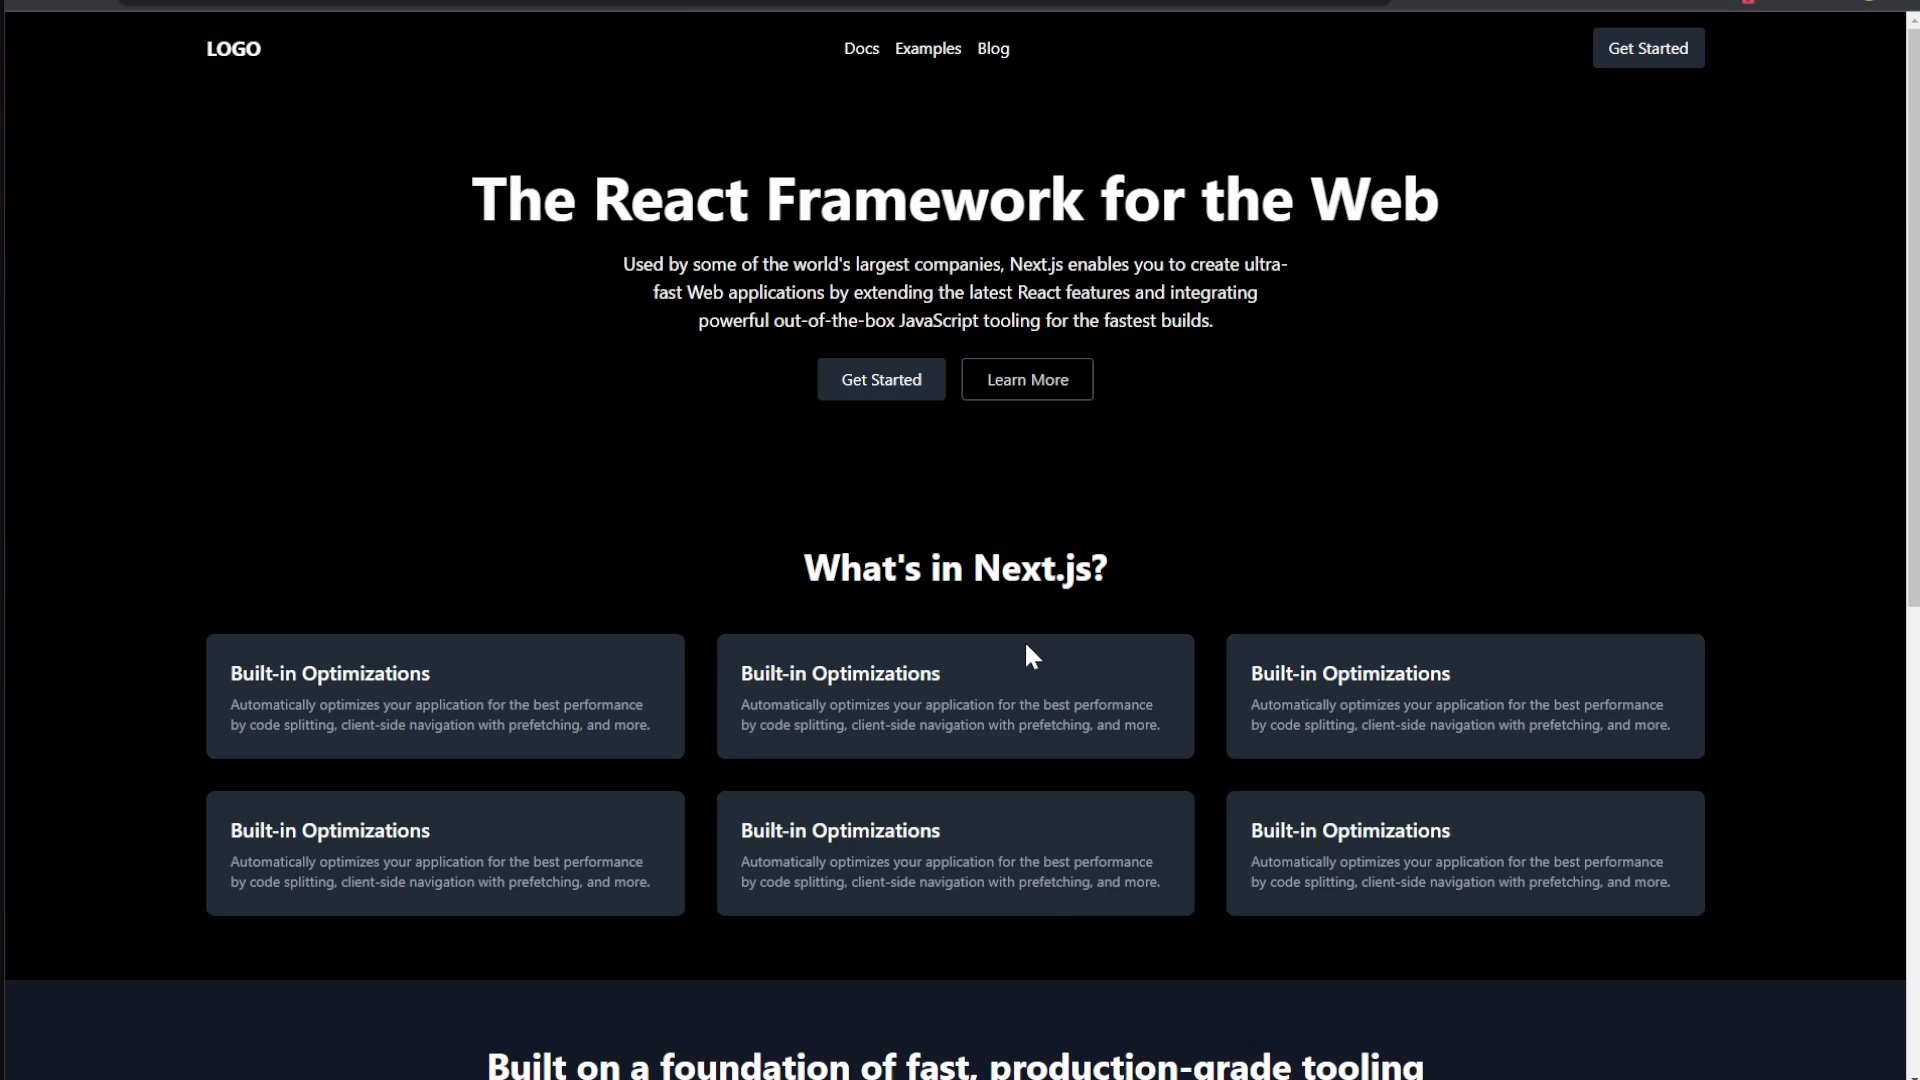 LOGO
Docs Examples Blog
Get Started
The React Framework for the Web
Used by some of the world's largest companies, Next.js enables you to create ultra-
fast Web applications by extending the latest React features and integrating
powerful out-of-the-box JavaScript tooling for the fastest builds.
Get Started
Learn More
What's in Next.js?
Built-in Optimizations
Automatically optimizes your application for the best performance
by code splitting, client-side navigation with prefetching, and more.
Built-in Optimizations
Automatically optimizes your application for the best performance
by code splitting, client-side navigation with prefetching, and more.
Built-in Optimizations
Automatically optimizes your application for the best performance
by code splitting, client-side navigation with prefetching, and more.
Built-in Optimizations
Automatically optimizes your application for the best performance
by code splitting, client-side navigation with prefetching, and more.
Built-in Optimizations
Automatically optimizes your application for the best performance
by code splitting, client-side navigation with prefetching, and more.
Built-in Optimizations
Automatically optimizes your application for the best performance
by code splitting, client-side navigation with prefetching, and more.
Built on a foundation of fast, production-grade tooling